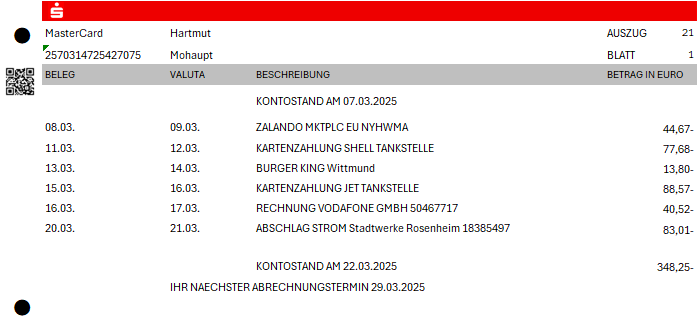 MasterCard Hartmut AUSZUG 21
2570314725427075 Mohaupt BLATT 1
BELEG VALUTA BESCHREIBUNG BETRAG IN EURO
KONTOSTAND AM 07.03.2025
08.03. 09.03. ZALANDO MKTPLC EU NYHWMA 44,67-
11.03. 12.03. KARTENZAHLUNG SHELL TANKSTELLE 77,68-
13.03. 14.03. BURGER KING Wittmund 13,80-
15.03. 16.03. KARTENZAHLUNG JET TANKSTELLE 88,57-
16.03. 17.03. RECHNUNG VODAFONE GMBH 50467717 40,52-
20.03. 21.03. ABSCHLAG STROM Stadtwerke Rosenheim 18385497 83,01-
KONTOSTAND AM 22.03.2025 348,25-
IHR NAECHSTER ABRECHNUNGSTERMIN 29.03.2025